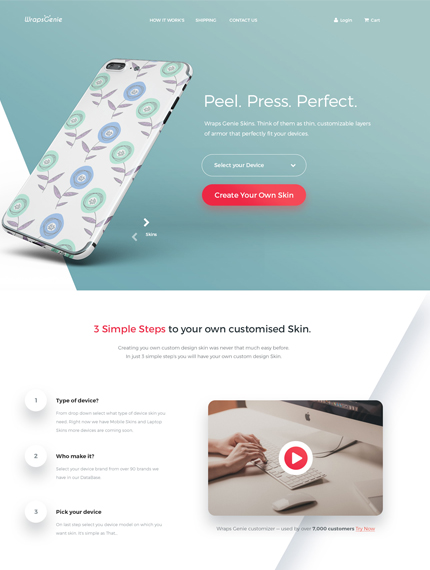 WrapsGenie
HOW IT WORKS SHIPPING CONTACT US
Login Cart
Peel. Press. Perfect.
Wraps Genie Skins. Think of them as thin, customizable layers
of armor that perfectly fit your devices.
Select your Device
Create Your Own Skin
Skins
3 Simple Steps to your own customised Skin.
Creating you own custom design skin was never that much easy before.
In just 3 simple steps you will have your own custom design Skin.
1 Type of device?
From drop down select what type of device skin you
need. Right now we have Mobile Skins and Laptop
Skins more devices are coming soon.
2 Who make it?
Select your device brand from over 80 brands we
have in our DataBase.
3 Pick your device
On last step select you device model on which you
want skin. It's simple as That.
Wraps Genie customizer – used by over 7,000 customers Try Now